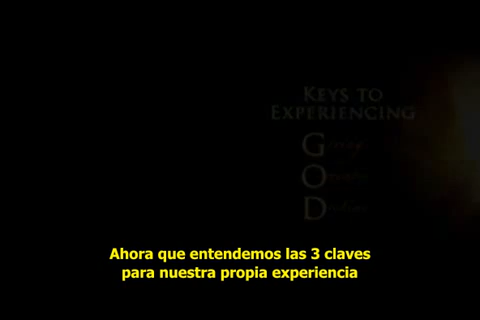 KEYS TO
EXPERIENCING
G
O
D
Ahora que entendemos las 3 claves
para nuestra propia experiencia